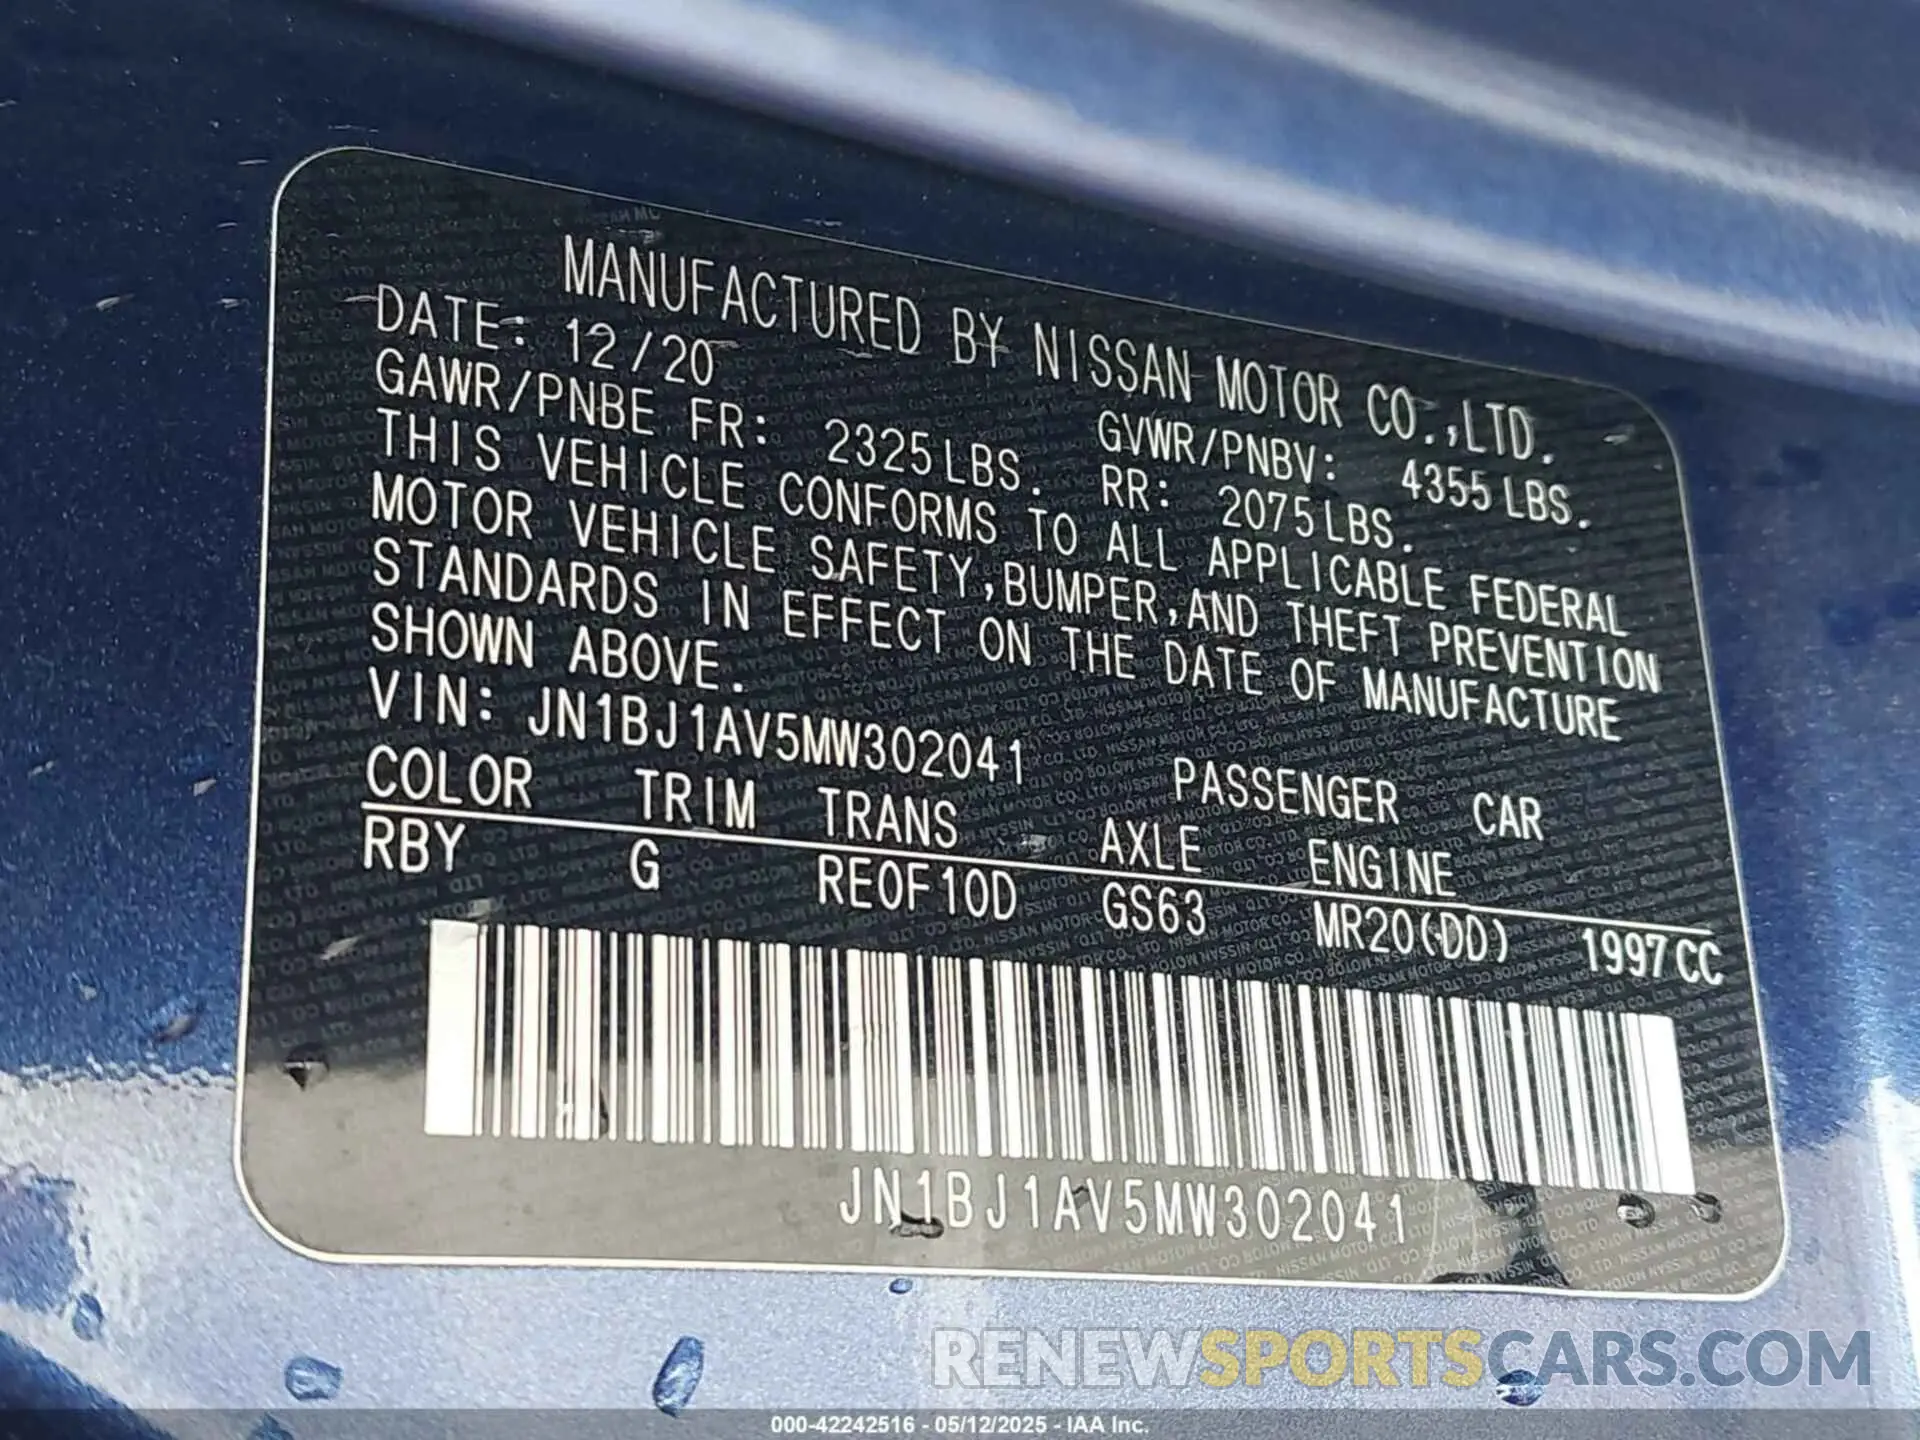 MANUFACTURED BY NISSAN MOTOR CO.,LTD.
DATE: 12/20 GVWR/PNBV: 4355 LBS.
GAWR/PNBE FR: 2325 LBS. RR: 2075 LBS.
THIS VEHICLE CONFORMS TO ALL APPLICABLE FEDERAL
MOTOR VEHICLE SAFETY,BUMPER,AND THEFT PREVENTION
STANDARDS IN EFFECT ON THE DATE OF MANUFACTURE
SHOWN ABOVE.
VIN: JN1BJ1AV5MW302041 PASSENGER CAR
COLOR TRIM TRANS AXLE ENGINE
RBY G RE0F10D GS63 MR20(DD) 1997CC
JN1BJ1AV5MW302041
RENEWSPORTSCARS.COM
000-42242516 - 05/12/2025 - IAA Inc.